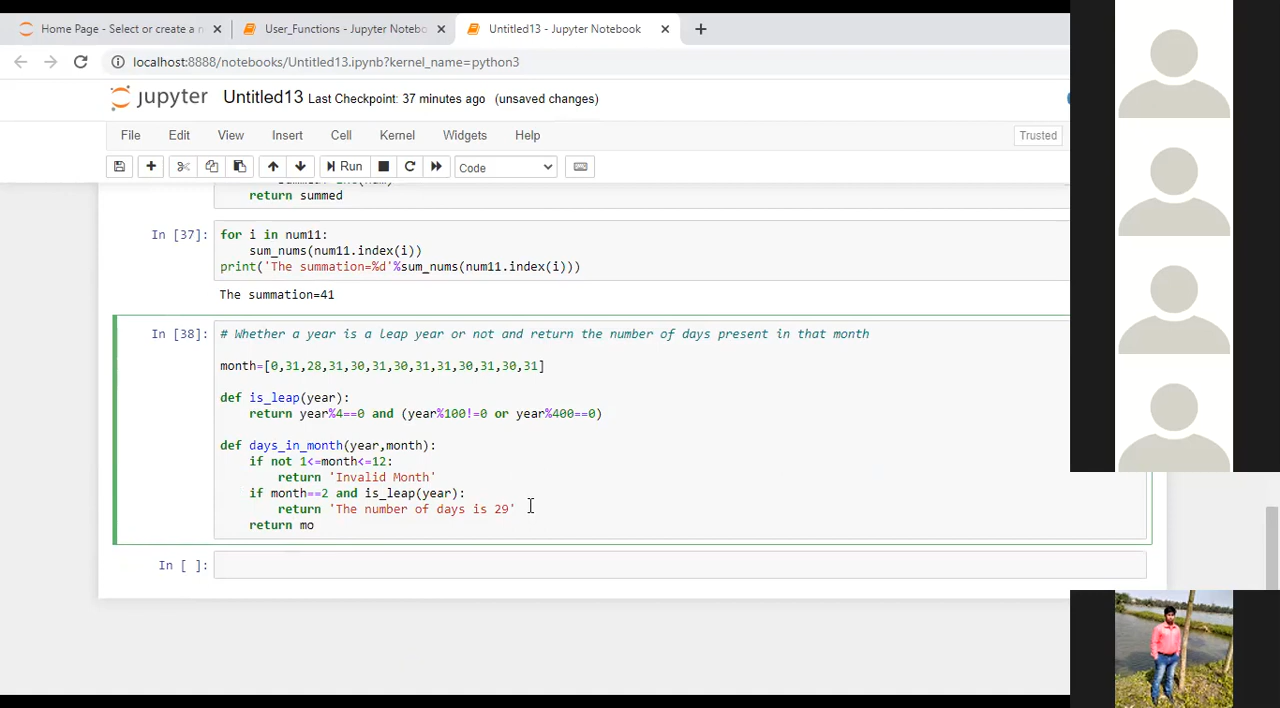 Home Page - Select or create a n
User_Functions - Jupyter Notebo
Untitled13 - Jupyter Notebook
localhost:8888/notebooks/Untitled13.ipynb?kernel_name=python3
jupyter Untitled13 Last Checkpoint: 37 minutes ago (unsaved changes)
File Edit View Insert Cell Kernel Widgets Help Trusted
Run Code
return summed
In [37]: for i in num11:
sum_nums(num11.index(i))
print('The summation=%d'%sum_nums(num11.index(i)))
The summation=41
In [38]: # Whether a year is a leap year or not and return the number of days present in that month
month=[0,31,28,31,30,31,30,31,31,30,31,30,31]
def is_leap(year):
return year%4==0 and (year%100!=0 or year%400==0)
def days_in_month(year,month):
if not 1<=month<=12:
return 'Invalid Month'
if month==2 and is_leap(year):
return 'The number of days is 29'
return mo
In [ ]: